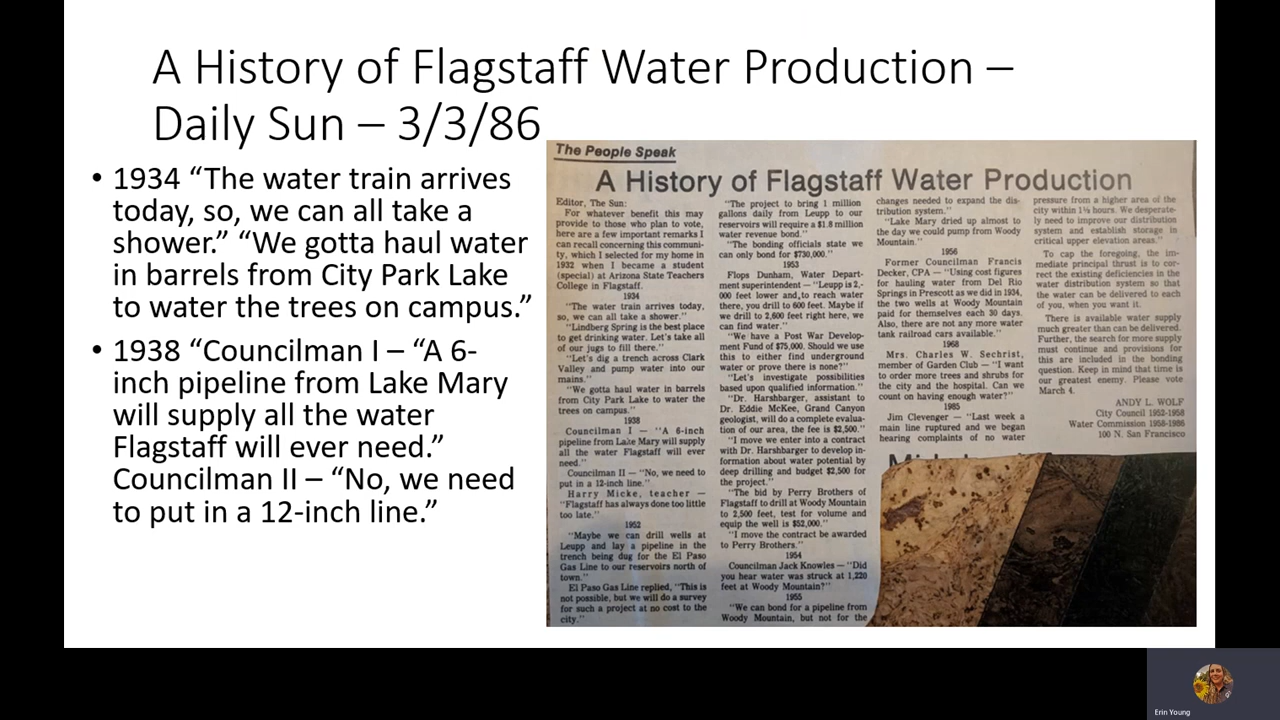 A History of Flagstaff Water Production –
Daily Sun – 3/3/86
• 1934 “The water train arrives
today, so, we can all take a
shower.” “We gotta haul water
in barrels from City Park Lake
to water the trees on campus.”
• 1938 “Councilman I – “A 6-
inch pipeline from Lake Mary
will supply all the water
Flagstaff will ever need.”
Councilman II – “No, we need
to put in a 12-inch line.”
The People Speak
A History of Flagstaff Water Production
Editor, The Sun:
For whatever benefit this may
provide to those who plan to vote,
here are a few important remarks I
can recall concerning this communi-
ty, which I selected for my home in
1932 when I became a student
(special) at Arizona State Teachers
College in Flagstaff.
1934
"The water train arrives today,
so, we can all take a shower."
"Lindberg Spring is the best place
to get drinking water. Let's take all
of our jugs to fill there."
"Let's dig a trench across Clark
Valley and pump water into our
mains."
"We gotta haul water in barrels
from City Park Lake to water the
trees on campus."
1938
Councilman I — "A 6-inch
pipeline from Lake Mary will supply
all the water Flagstaff will ever
need."
Councilman II — "No, we need to
put in a 12-inch line."
Harry Micke, teacher —
"Flagstaff has always done too little
too late."
1952
"Maybe we can drill wells at
Leupp and lay a pipeline in the
trench being dug for the El Paso
Gas Line to our reservoirs north of
town."
El Paso Gas Line replied, "This is
not possible, but we will do a survey
for such a project at no cost to the
city."
"The project to bring 1 million
gallons daily from Leupp to our
reservoirs will require a $1.8 million
water revenue bond."
"The bonding officials state we
can only bond for $730,000."
1953
Flops Dunham, Water Depart-
ment superintendent — "Leupp is 2,-
000 feet lower and, to reach water
there, you drill to 600 feet. Maybe if
we drill to 2,600 feet right here, we
can find water."
"We have a Post War Develop-
ment Fund of $75,000. Should we use
this to either find underground
water or prove there is none?"
"Let's investigate possibilities
based upon qualified information."
"Dr. Harshbarger, assistant to
Dr. Eddie McKee, Grand Canyon
geologist, will do a complete evalua-
tion of our area, the fee is $2,500."
"I move we enter into a contract
with Dr. Harshbarger to develop in-
formation about water potential by
deep drilling and budget $2,500 for
the project."
"The bid by Perry Brothers of
Flagstaff to drill at Woody Mountain
to 2,500 feet, test for volume and
equip the well is $52,000."
"I move the contract be awarded
to Perry Brothers."
1954
Councilman Jack Knowles — "Did
you hear water was struck at 1,220
feet at Woody Mountain?"
1955
"We can bond for a pipeline from
Woody Mountain, but not for the
changes needed to expand the dis-
tribution system."
"Lake Mary dried up almost to
the day we could pump from Woody
Mountain."
1956
Former Councilman Francis
Decker, CPA — "Using cost figures
for hauling water from Del Rio
Springs in Prescott as we did in 1934,
the two wells at Woody Mountain
paid for themselves each 30 days.
Also, there are not any more water
tank railroad cars available."
1968
Mrs. Charles W. Sechrist,
member of Garden Club — "I want
to order more trees and shrubs for
the city and the hospital. Can we
count on having enough water?"
1985
Jim Clevenger — "Last week a
main line ruptured and we began
hearing complaints of no water
pressure from a higher area of the
city within 1½ hours. We desperate-
ly need to improve our distribution
system and establish storage in
critical upper elevation areas."
To cap the foregoing, the im-
mediate principal thrust is to cor-
rect the existing deficiencies in the
water distribution system so that
the water can be delivered to each
of you, when you want it.
There is available water supply
much greater than can be delivered.
Further, the search for more supply
must continue and provisions for
this are included in the bonding
question. Keep in mind that time is
our greatest enemy. Please vote
March 4.
ANDY L. WOLF
City Council 1952-1958
Water Commission 1958-1986
100 N. San Francisco
Erin Young